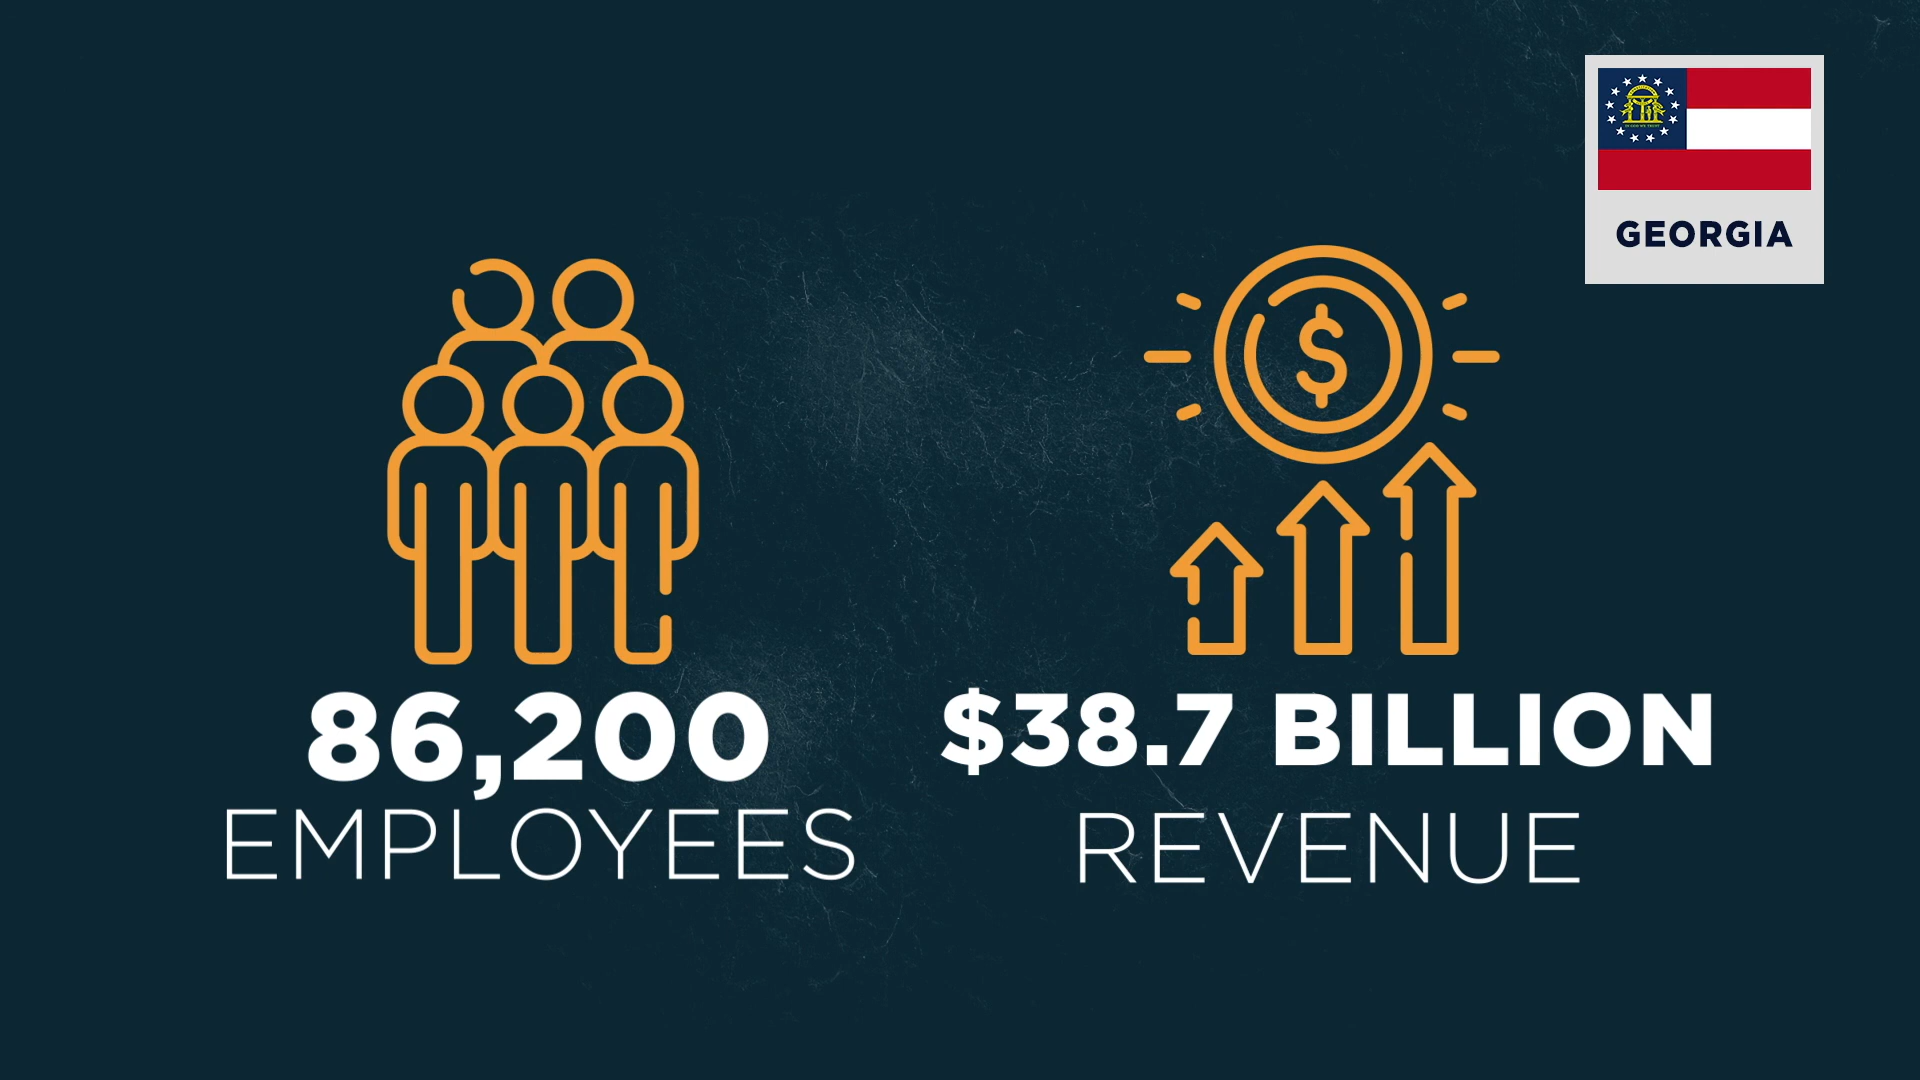 GEORGIA
$
86,200
EMPLOYEES
$38.7 BILLION
REVENUE